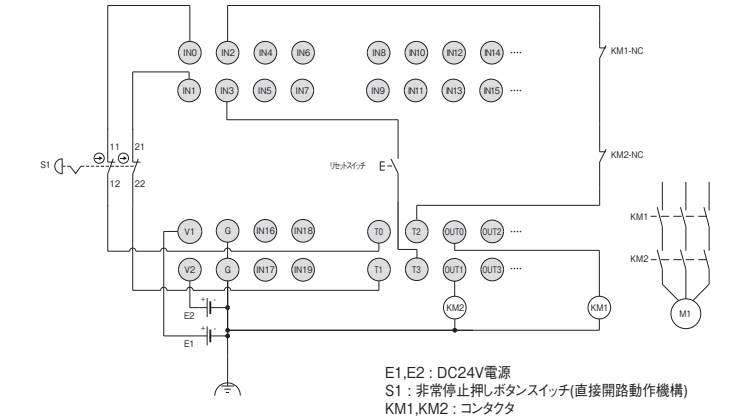 IN0 IN2 IN4 IN6 IN8 IN10 IN12 IN14 ····
KM1-NC
IN1 IN3 IN5 IN7 IN9 IN11 IN13 IN15 ····
11 21
S1
リセットスイッチ
E
KM2-NC
12 22
KM1
V1 G IN16 IN18 T0 T2 OUT0 OUT2 ····
KM2
V2 G IN17 IN19 T1 T3 OUT1 OUT3 ····
+ -
E2
KM2
KM1
M1
+ -
E1
E1,E2 : DC24V電源
S1 : 非常停止押しボタンスイッチ(直接開路動作機構)
KM1,KM2 : コンタクタ